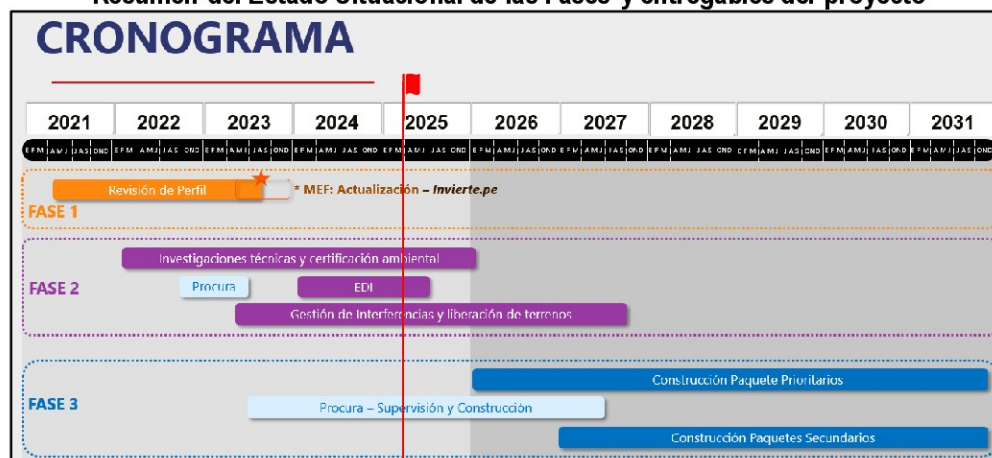 Resumen del Estado Situacional de las Fases y entregables del proyecto
CRONOGRAMA
2021 2022 2023 2024 2025 2026 2027 2028 2029 2030 2031
E F M A M J J A S O N D E F M A M J J A S O N D E F M A M J J A S O N D E F M A M J J A S O N D E F M A M J J A S O N D E F M A M J J A S O N D E F M A M J J A S O N D E F M A M J J A S O N D E F M A M J J A S O N D E F M A M J J A S O N D E F M A M J J A S O N D
Revisión de Perfil * MEF: Actualización – Invierte.pe
FASE 1
Investigaciones técnicas y certificación ambiental
FASE 2 Procura EDI
Gestión de Interferencias y liberación de terrenos
Construcción Paquete Prioritarios
FASE 3 Procura – Supervisión y Construcción
Construcción Paquetes Secundarios